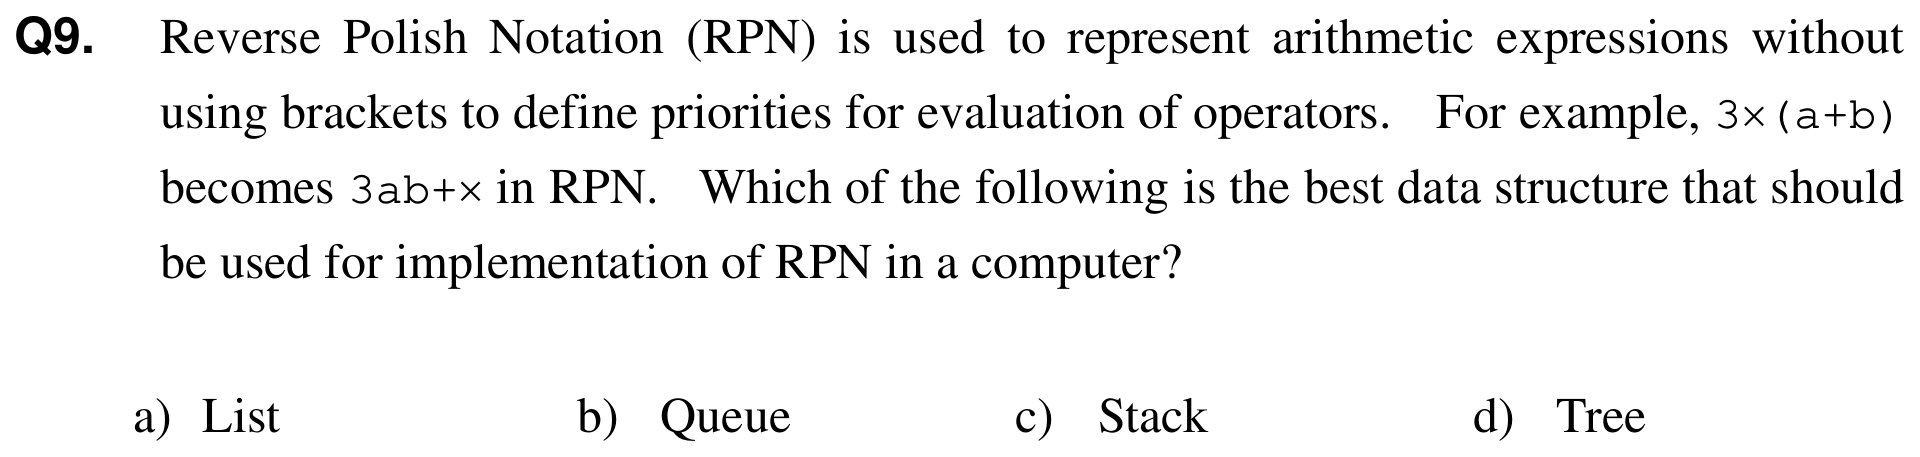 Q9. Reverse Polish Notation (RPN) is used to represent arithmetic expressions without
using brackets to define priorities for evaluation of operators. For example, 3×(a+b)
becomes 3ab+× in RPN. Which of the following is the best data structure that should
be used for implementation of RPN in a computer?
a) List b) Queue c) Stack d) Tree